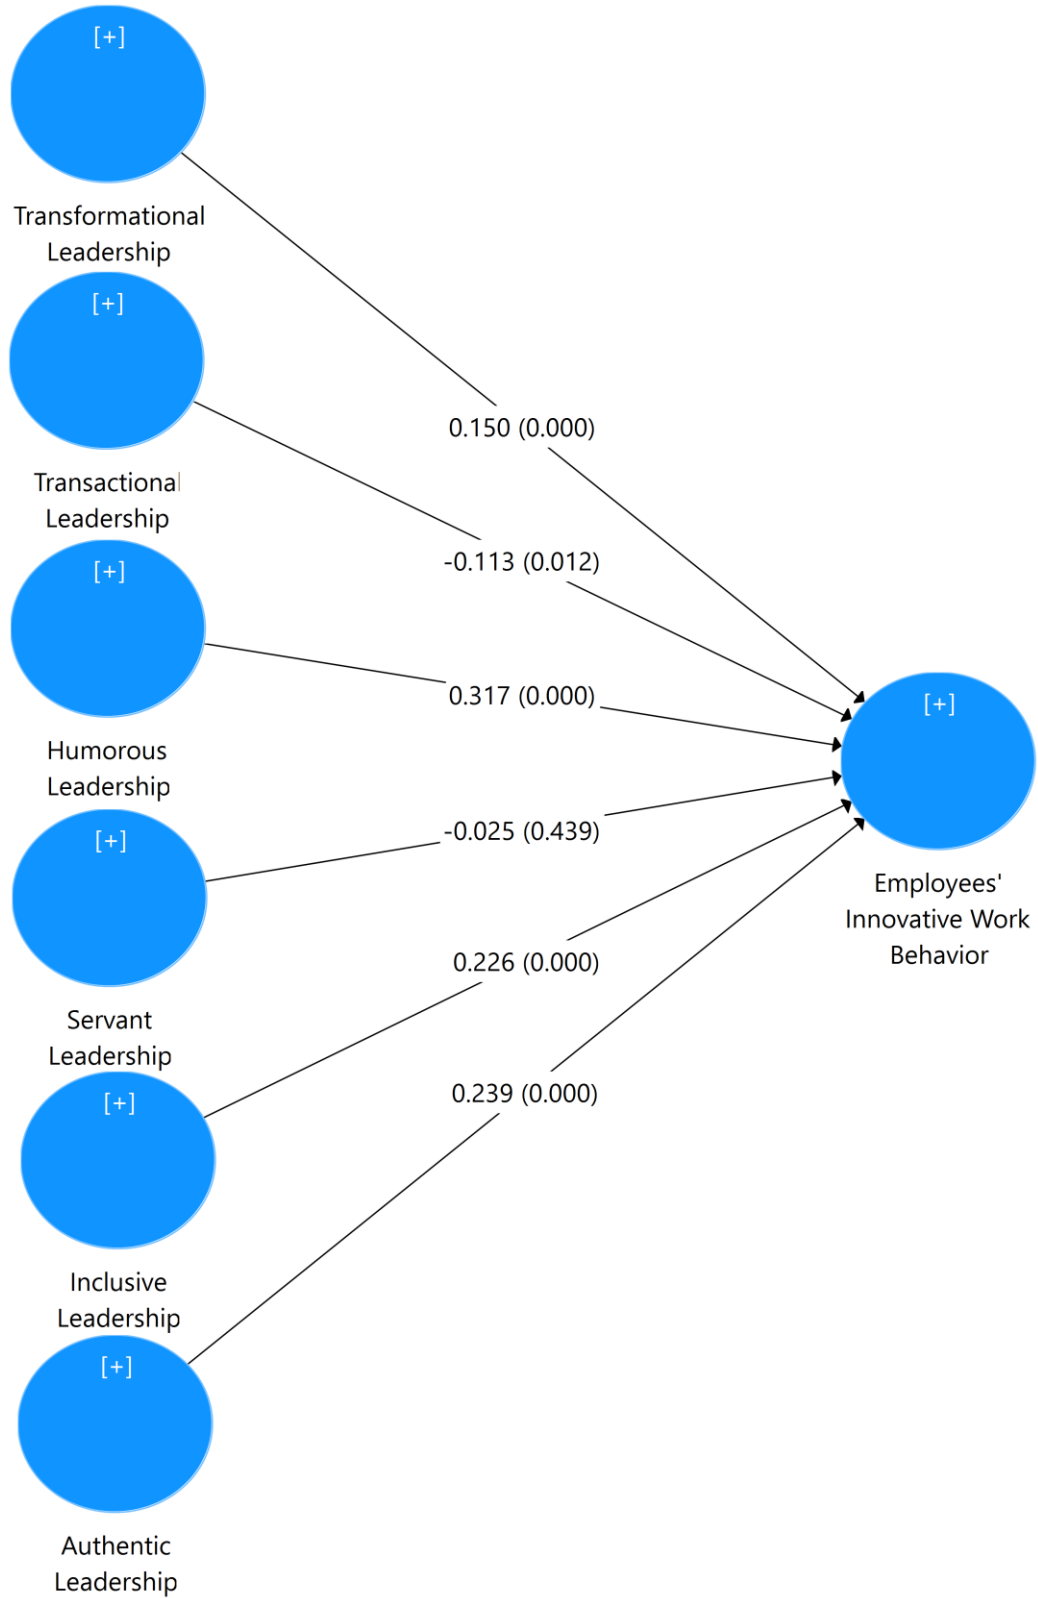 [+]
Transformational
Leadership
[+]
Transactional
Leadership
[+]
Humorous
Leadership
[+]
Servant
Leadership
[+]
Inclusive
Leadership
[+]
Authentic
Leadership
0.150 (0.000)
-0.113 (0.012)
0.317 (0.000)
-0.025 (0.439)
0.226 (0.000)
0.239 (0.000)
[+]
Employees'
Innovative Work
Behavior